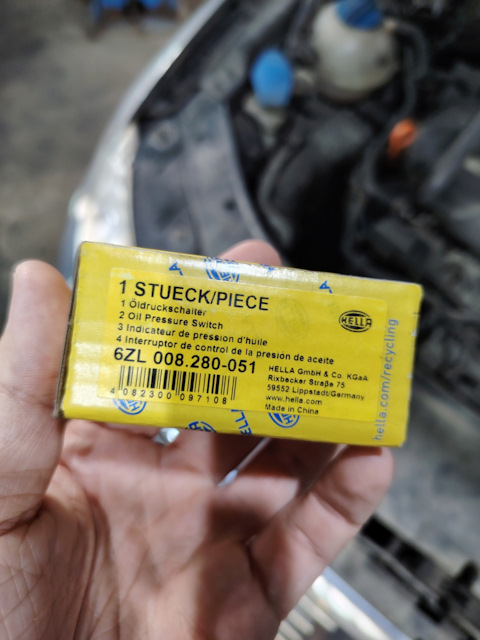 1 STUECK/PIECE
1 Öldruckschalter
2 Oil Pressure Switch
3 Indicateur de pression d'huile
4 Interruptor de control de la presión de aceite
6ZL 008.280-051
4 082300 097108
HELLA
HELLA GmbH & Co. KGaA
Rixbecker Straße 75
59552 Lippstadt/Germany
www.hella.com
Made in China
hella.com/recycling